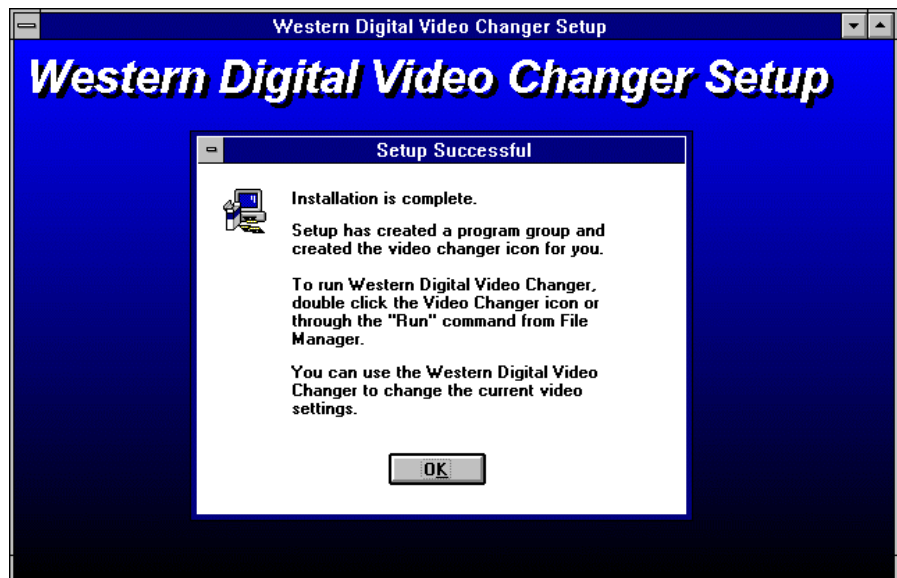 Western Digital Video Changer Setup
Western Digital Video Changer Setup
Setup Successful
Installation is complete.
Setup has created a program group and
created the video changer icon for you.
To run Western Digital Video Changer,
double click the Video Changer icon or
through the "Run" command from File
Manager.
You can use the Western Digital Video
Changer to change the current video
settings.
OK